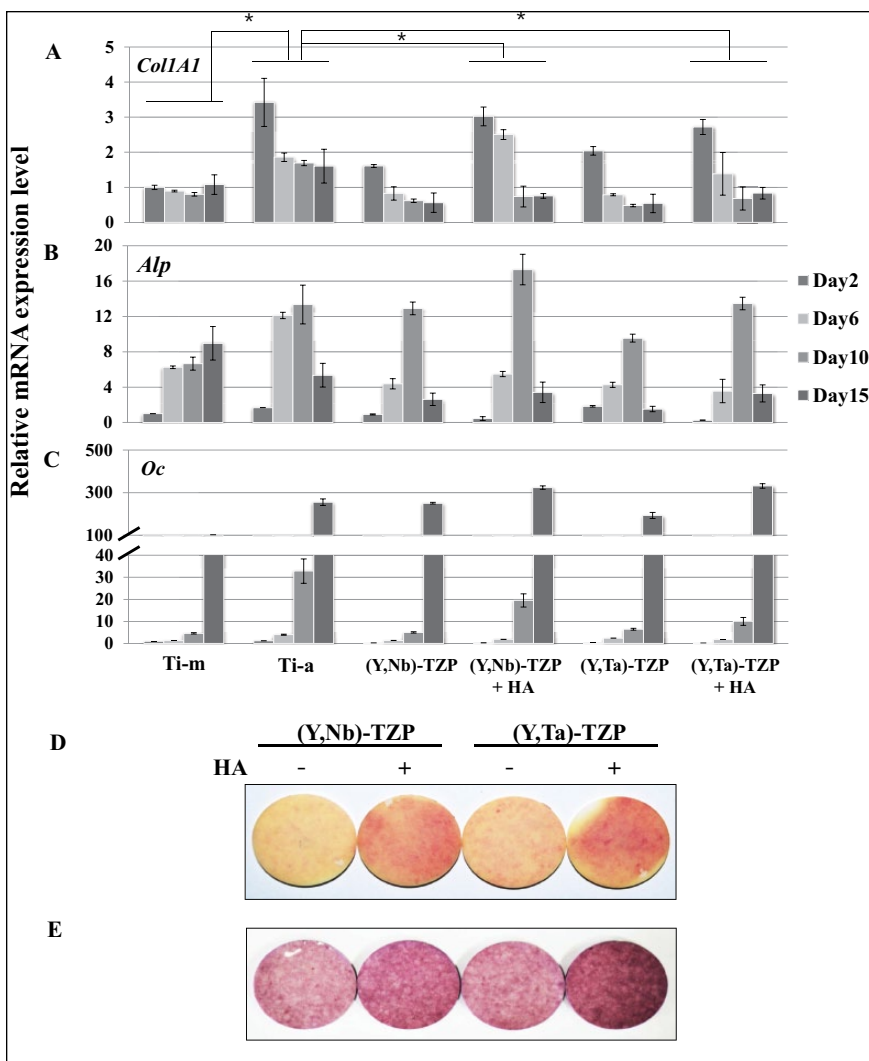 * *
*
A
Col1A1
5
4
3
2
1
0
Relative mRNA expression level
B
Alp
20
16
12
8
4
0
Day2
Day6
Day10
Day15
C
Oc
500
300
100
40
30
20
10
0
Ti-m Ti-a (Y,Nb)-TZP (Y,Nb)-TZP + HA (Y,Ta)-TZP (Y,Ta)-TZP + HA
D
(Y,Nb)-TZP (Y,Ta)-TZP
HA - + - +
E